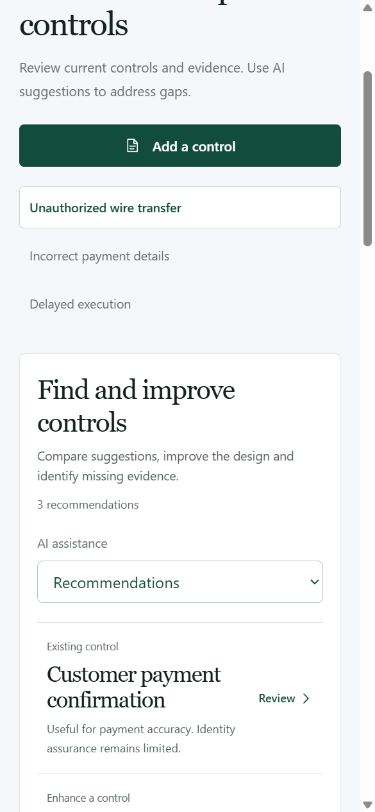 controls
Review current controls and evidence. Use AI
suggestions to address gaps.
Add a control
Unauthorized wire transfer
Incorrect payment details
Delayed execution
Find and improve
controls
Compare suggestions, improve the design and
identify missing evidence.
3 recommendations
AI assistance
Recommendations
Existing control
Customer payment
confirmation
Review
Useful for payment accuracy. Identity
assurance remains limited.
Enhance a control